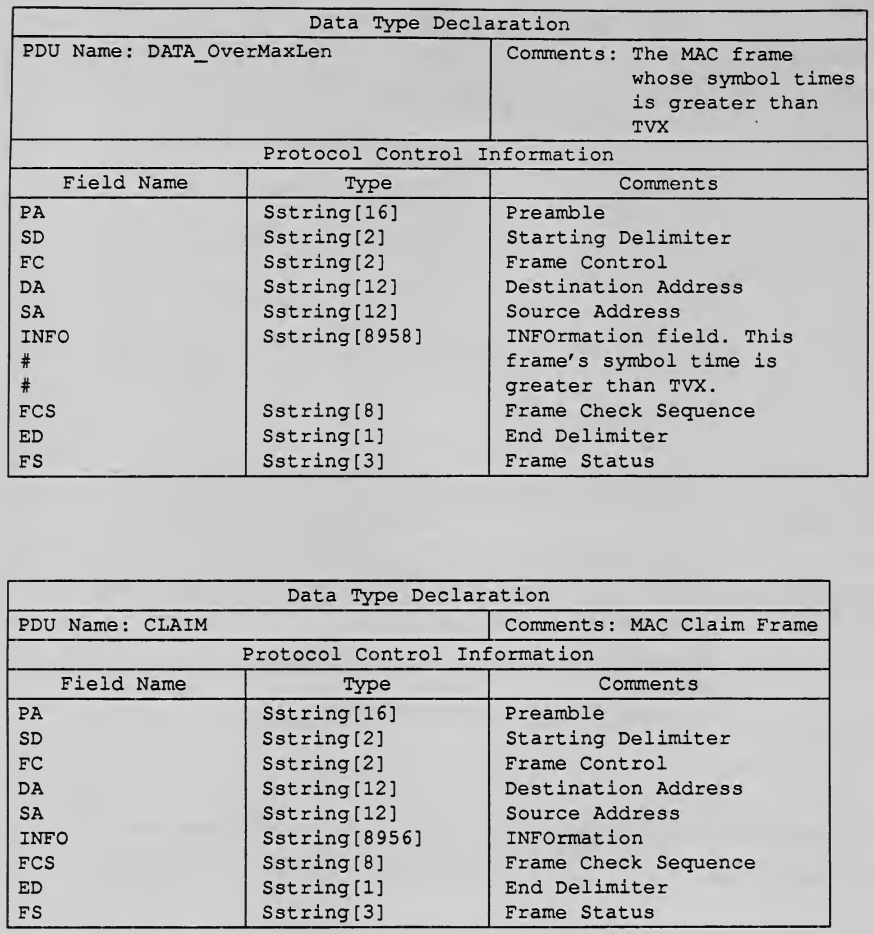 Data Type Declaration
PDU Name: DATA_OverMaxLen Comments: The MAC frame
whose symbol times
is greater than
TVX
Protocol Control Information
Field Name Type Comments
PA Sstring[16] Preamble
SD Sstring[2] Starting Delimiter
FC Sstring[2] Frame Control
DA Sstring[12] Destination Address
SA Sstring[12] Source Address
INFO Sstring[8958] INFOrmation field. This
# frame's symbol time is
# greater than TVX.
FCS Sstring[8] Frame Check Sequence
ED Sstring[1] End Delimiter
FS Sstring[3] Frame Status
Data Type Declaration
PDU Name: CLAIM Comments: MAC Claim Frame
Protocol Control Information
Field Name Type Comments
PA Sstring[16] Preamble
SD Sstring[2] Starting Delimiter
FC Sstring[2] Frame Control
DA Sstring[12] Destination Address
SA Sstring[12] Source Address
INFO Sstring[8956] INFOrmation
FCS Sstring[8] Frame Check Sequence
ED Sstring[1] End Delimiter
FS Sstring[3] Frame Status